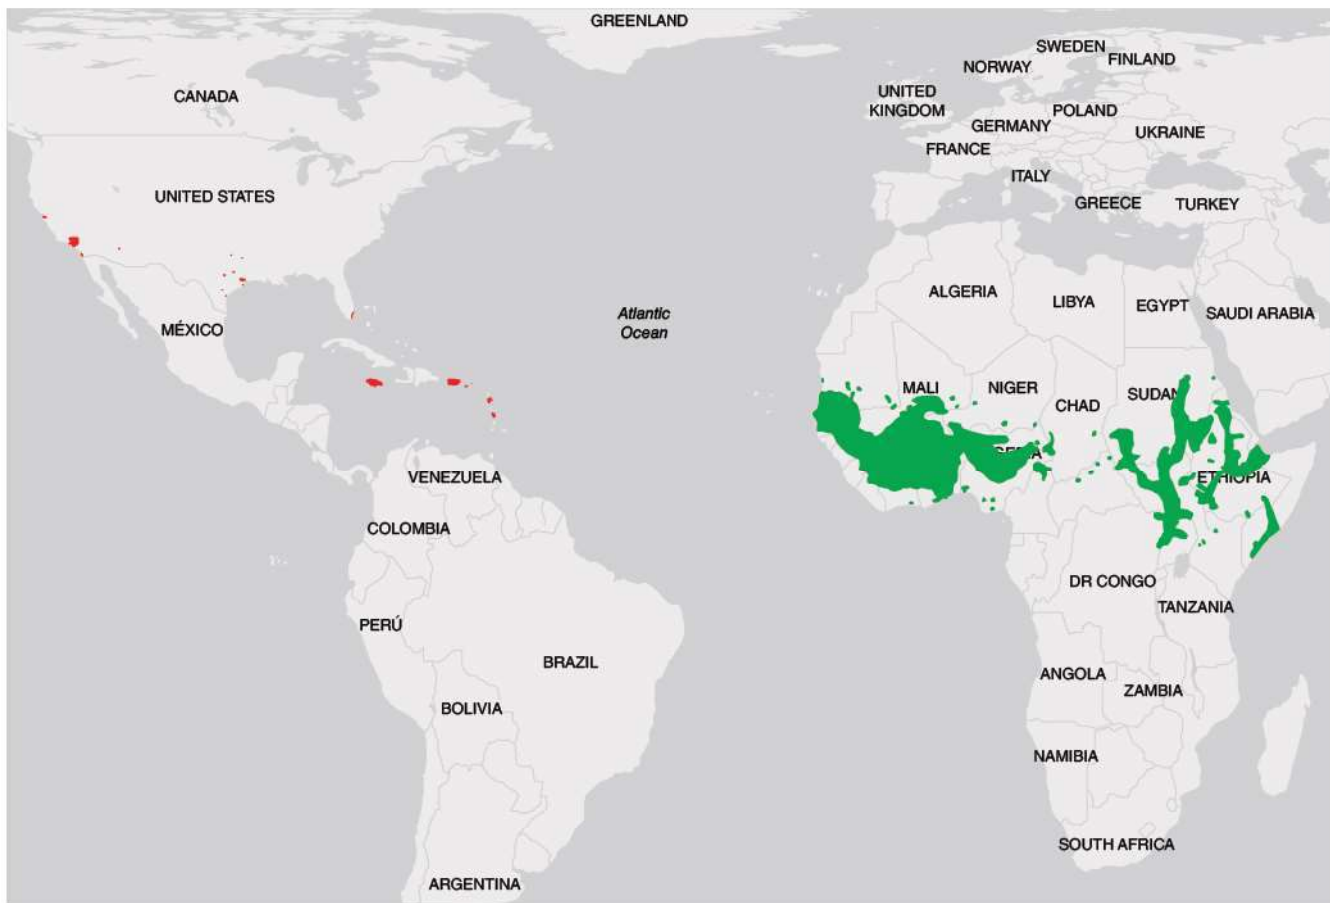 GREENLAND
SWEDEN
NORWAY
FINLAND
CANADA
UNITED
KINGDOM
POLAND
GERMANY
UKRAINE
FRANCE
ITALY
UNITED STATES
GREECE
TURKEY
ALGERIA
LIBYA
EGYPT
SAUDI ARABIA
Atlantic
Ocean
MÉXICO
MALI
NIGER
SUDAN
CHAD
VENEZUELA
ETHIOPIA
COLOMBIA
DR CONGO
TANZANIA
PERÚ
BRAZIL
ANGOLA
ZAMBIA
BOLIVIA
NAMIBIA
SOUTH AFRICA
ARGENTINA